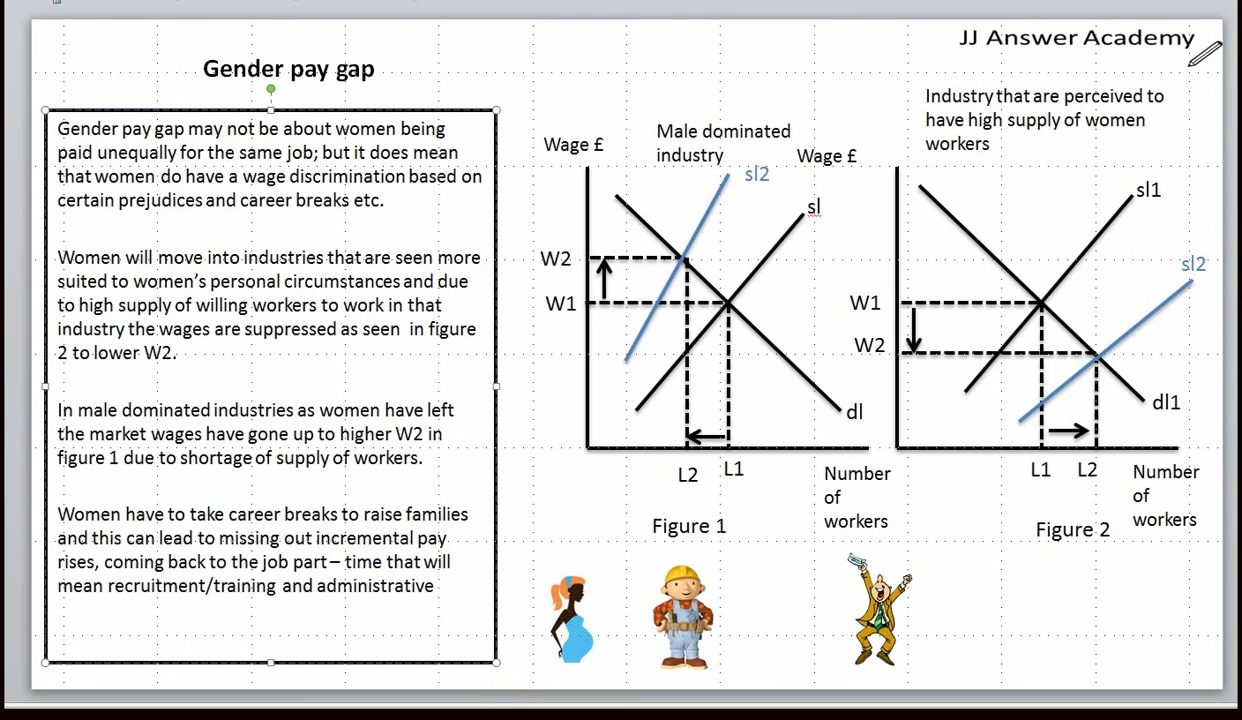 JJ Answer Academy
Gender pay gap
Gender pay gap may not be about women being
paid unequally for the same job; but it does mean
that women do have a wage discrimination based on
certain prejudices and career breaks etc.
Women will move into industries that are seen more
suited to women's personal circumstances and due
to high supply of willing workers to work in that
industry the wages are suppressed as seen in figure
2 to lower W2.
In male dominated industries as women have left
the market wages have gone up to higher W2 in
figure 1 due to shortage of supply of workers.
Women have to take career breaks to raise families
and this can lead to missing out incremental pay
rises, coming back to the job part – time that will
mean recruitment/training and administrative
Wage £
Male dominated
industry
sl2
sl
W2
W1
dl
L2
L1
Number
of
workers
Figure 1
Industry that are perceived to
have high supply of women
workers
Wage £
sl1
sl2
W1
W2
dl1
L1
L2
Number
of
workers
Figure 2